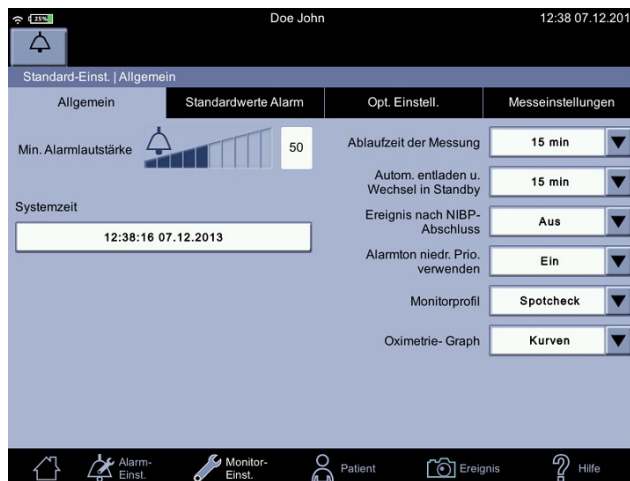 25%
Doe John
12:38 07.12.201
Standard-Einst. | Allgemein
Allgemein
Standardwerte Alarm
Opt. Einstell.
Messeinstellungen
Min. Alarmlautstärke
50
Systemzeit
12:38:16 07.12.2013
Ablaufzeit der Messung
15 min
Autom. entladen u.
Wechsel in Standby
15 min
Ereignis nach NIBP-
Abschluss
Aus
Alarmton niedr. Prio.
verwenden
Ein
Monitorprofil
Spotcheck
Oximetrie- Graph
Kurven
Alarm-
Einst.
Monitor-
Einst.
Patient
Ereignis
Hilfe